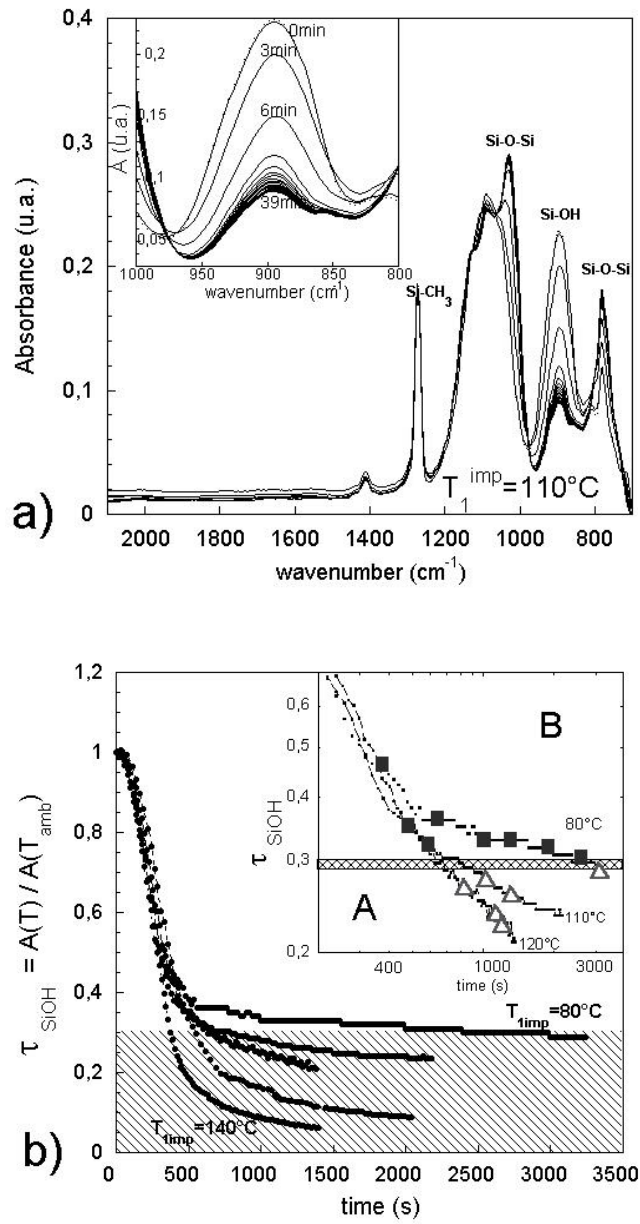 0,4
0,3
0,2
0,1
0
Absorbance (u.a.)
2000 1800 1600 1400 1200 1000 800
wavenumber (cm-1)
a)
0,2
0,15
0,1
0,05
A (u.a.)
1000 950 900 850 800
wavenumber (cm-1)
0min
3min
6min
39min
Si-O-Si
Si-OH
Si-O-Si
Si-CH3
T1imp=110°C
1,2
1
0,8
0,6
0,4
0,2
0
τSiOH = A(T) / A(Tamb)
0 500 1000 1500 2000 2500 3000 3500
time (s)
b)
0,6
0,5
0,4
0,3
0,2
τSiOH
400 1000 3000
time (s)
B
A
80°C
110°C
120°C
T1imp=80°C
T1imp=140°C